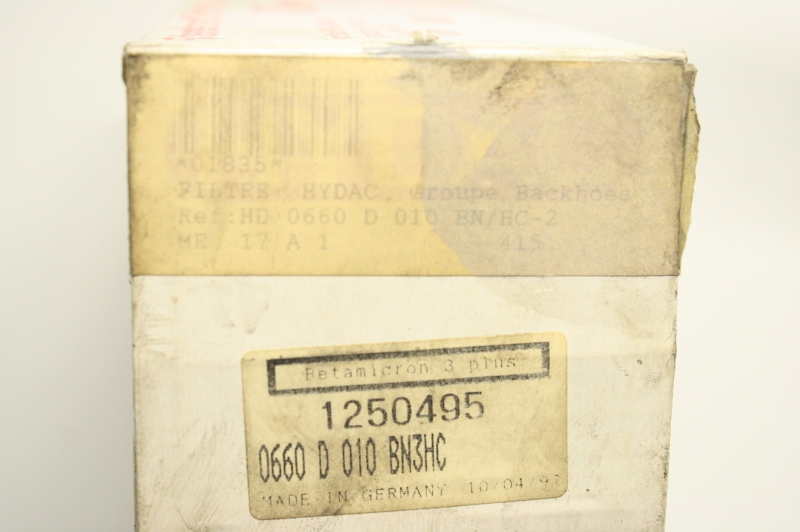 *01835*
FILTRE HYDAC, Groupe Backhoes
Ref:HD 0660 D 010 BN/HC-2
ME 17 A 1 415
Betamicron 3 plus
1250495
0660 D 010 BN3HC
MADE IN GERMANY 10/04/97